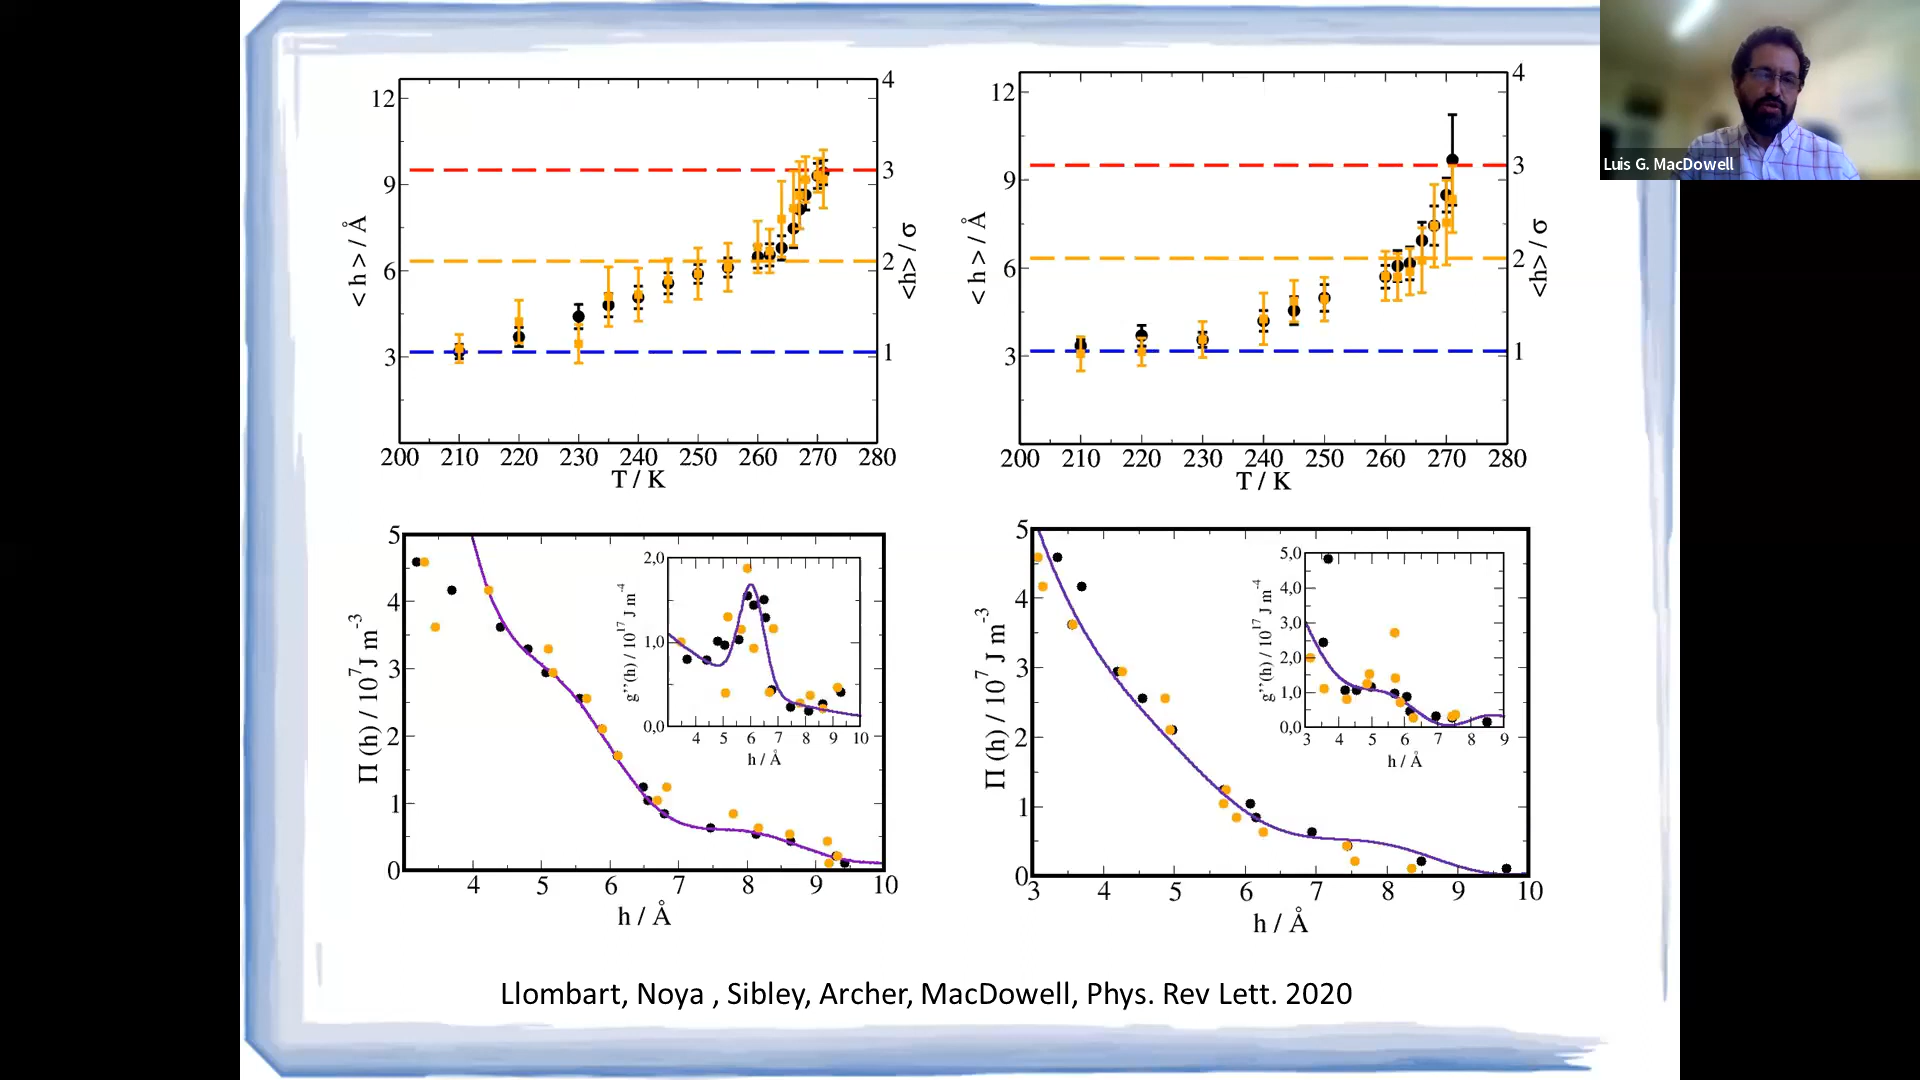 Luis G. MacDowell
12
9
6
3
< h > / Å
4
3
2
1
<h> / σ
200 210 220 230 240 250 260 270 280
T / K
12
9
6
3
< h > / Å
4
3
2
1
<h> / σ
200 210 220 230 240 250 260 270 280
T / K
5
4
3
2
1
0
Π (h) / 10⁷ J m⁻³
4 5 6 7 8 9 10
h / Å
2,0
1,0
0,0
g’’(h) / 10¹⁷ J m⁻⁴
4 5 6 7 8 9 10
h / Å
5
4
3
2
1
0
Π (h) / 10⁷ J m⁻³
3 4 5 6 7 8 9 10
h / Å
5,0
4,0
3,0
2,0
1,0
0,0
g’’(h) / 10¹⁷ J m⁻⁴
3 4 5 6 7 8 9
h / Å
Llombart, Noya , Sibley, Archer, MacDowell, Phys. Rev Lett. 2020